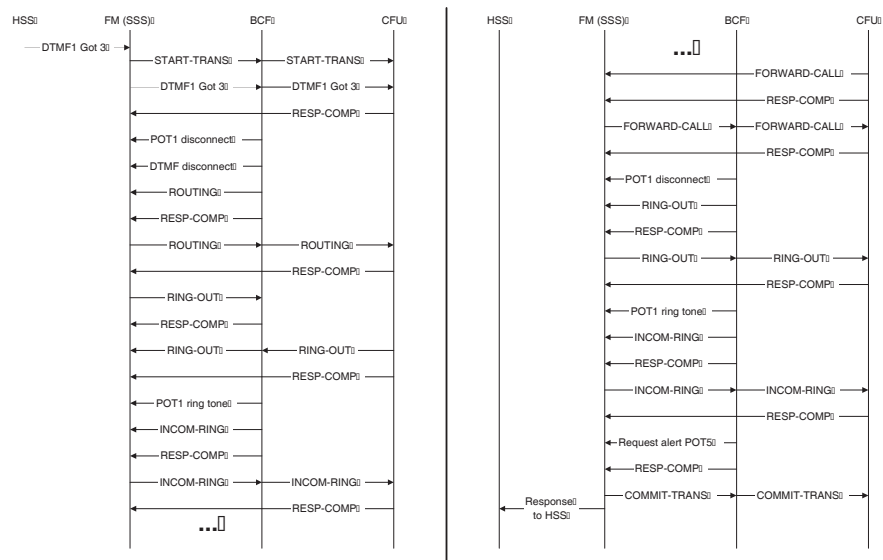 HSS FM (SSS) BCF CFU
DTMF1 Got 3
START-TRANS START-TRANS
DTMF1 Got 3 DTMF1 Got 3
RESP-COMP
POT1 disconnect
DTMF disconnect
ROUTING
RESP-COMP
ROUTING ROUTING
RESP-COMP
RING-OUT
RESP-COMP
RING-OUT RING-OUT
RESP-COMP
POT1 ring tone
INCOM-RING
RESP-COMP
INCOM-RING INCOM-RING
RESP-COMP
...
HSS FM (SSS) BCF CFU
...
FORWARD-CALL
RESP-COMP
FORWARD-CALL FORWARD-CALL
RESP-COMP
POT1 disconnect
RING-OUT
RESP-COMP
RING-OUT RING-OUT
RESP-COMP
POT1 ring tone
INCOM-RING
RESP-COMP
INCOM-RING INCOM-RING
RESP-COMP
Request alert POT5
RESP-COMP
COMMIT-TRANS COMMIT-TRANS
Response
to HSS